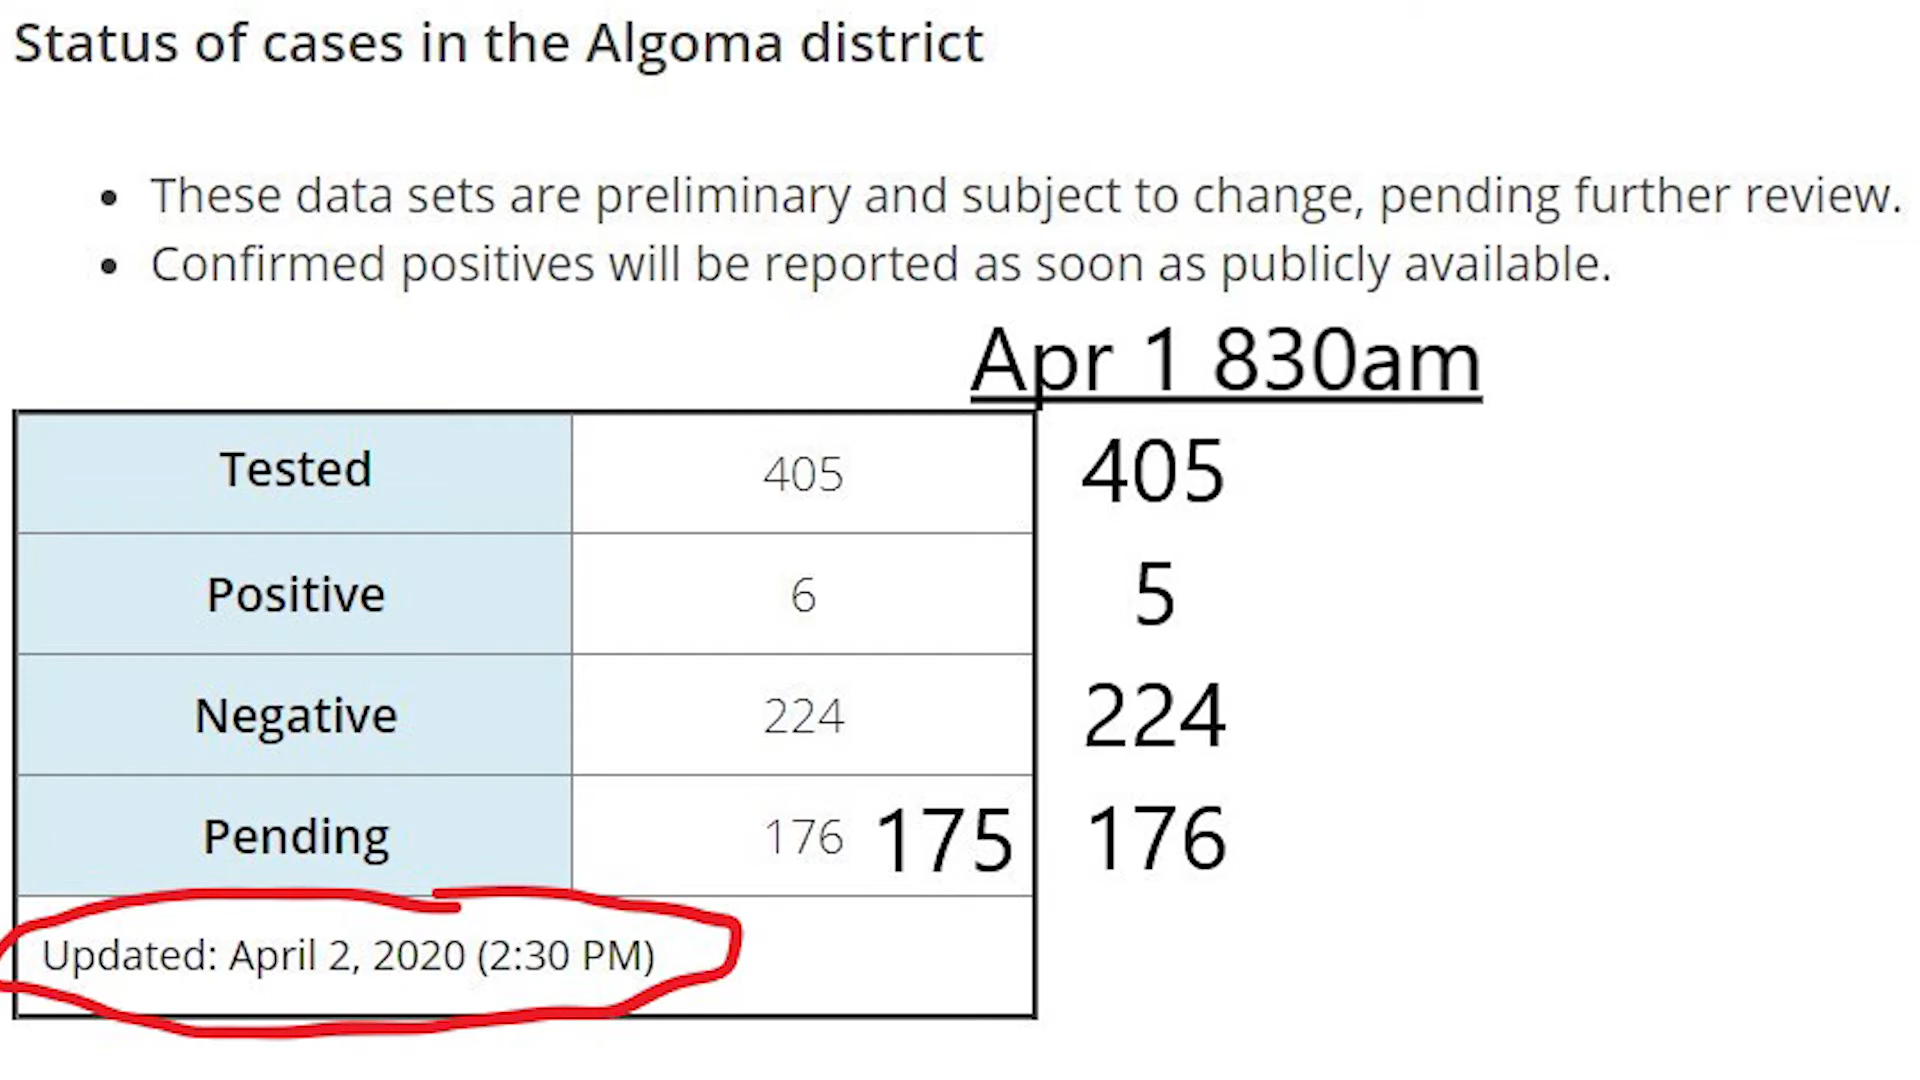 Status of cases in the Algoma district
• These data sets are preliminary and subject to change, pending further review.
• Confirmed positives will be reported as soon as publicly available.
Apr 1 830am
Tested 405 405
Positive 6 5
Negative 224 224
Pending 176 175 176
Updated: April 2, 2020 (2:30 PM)